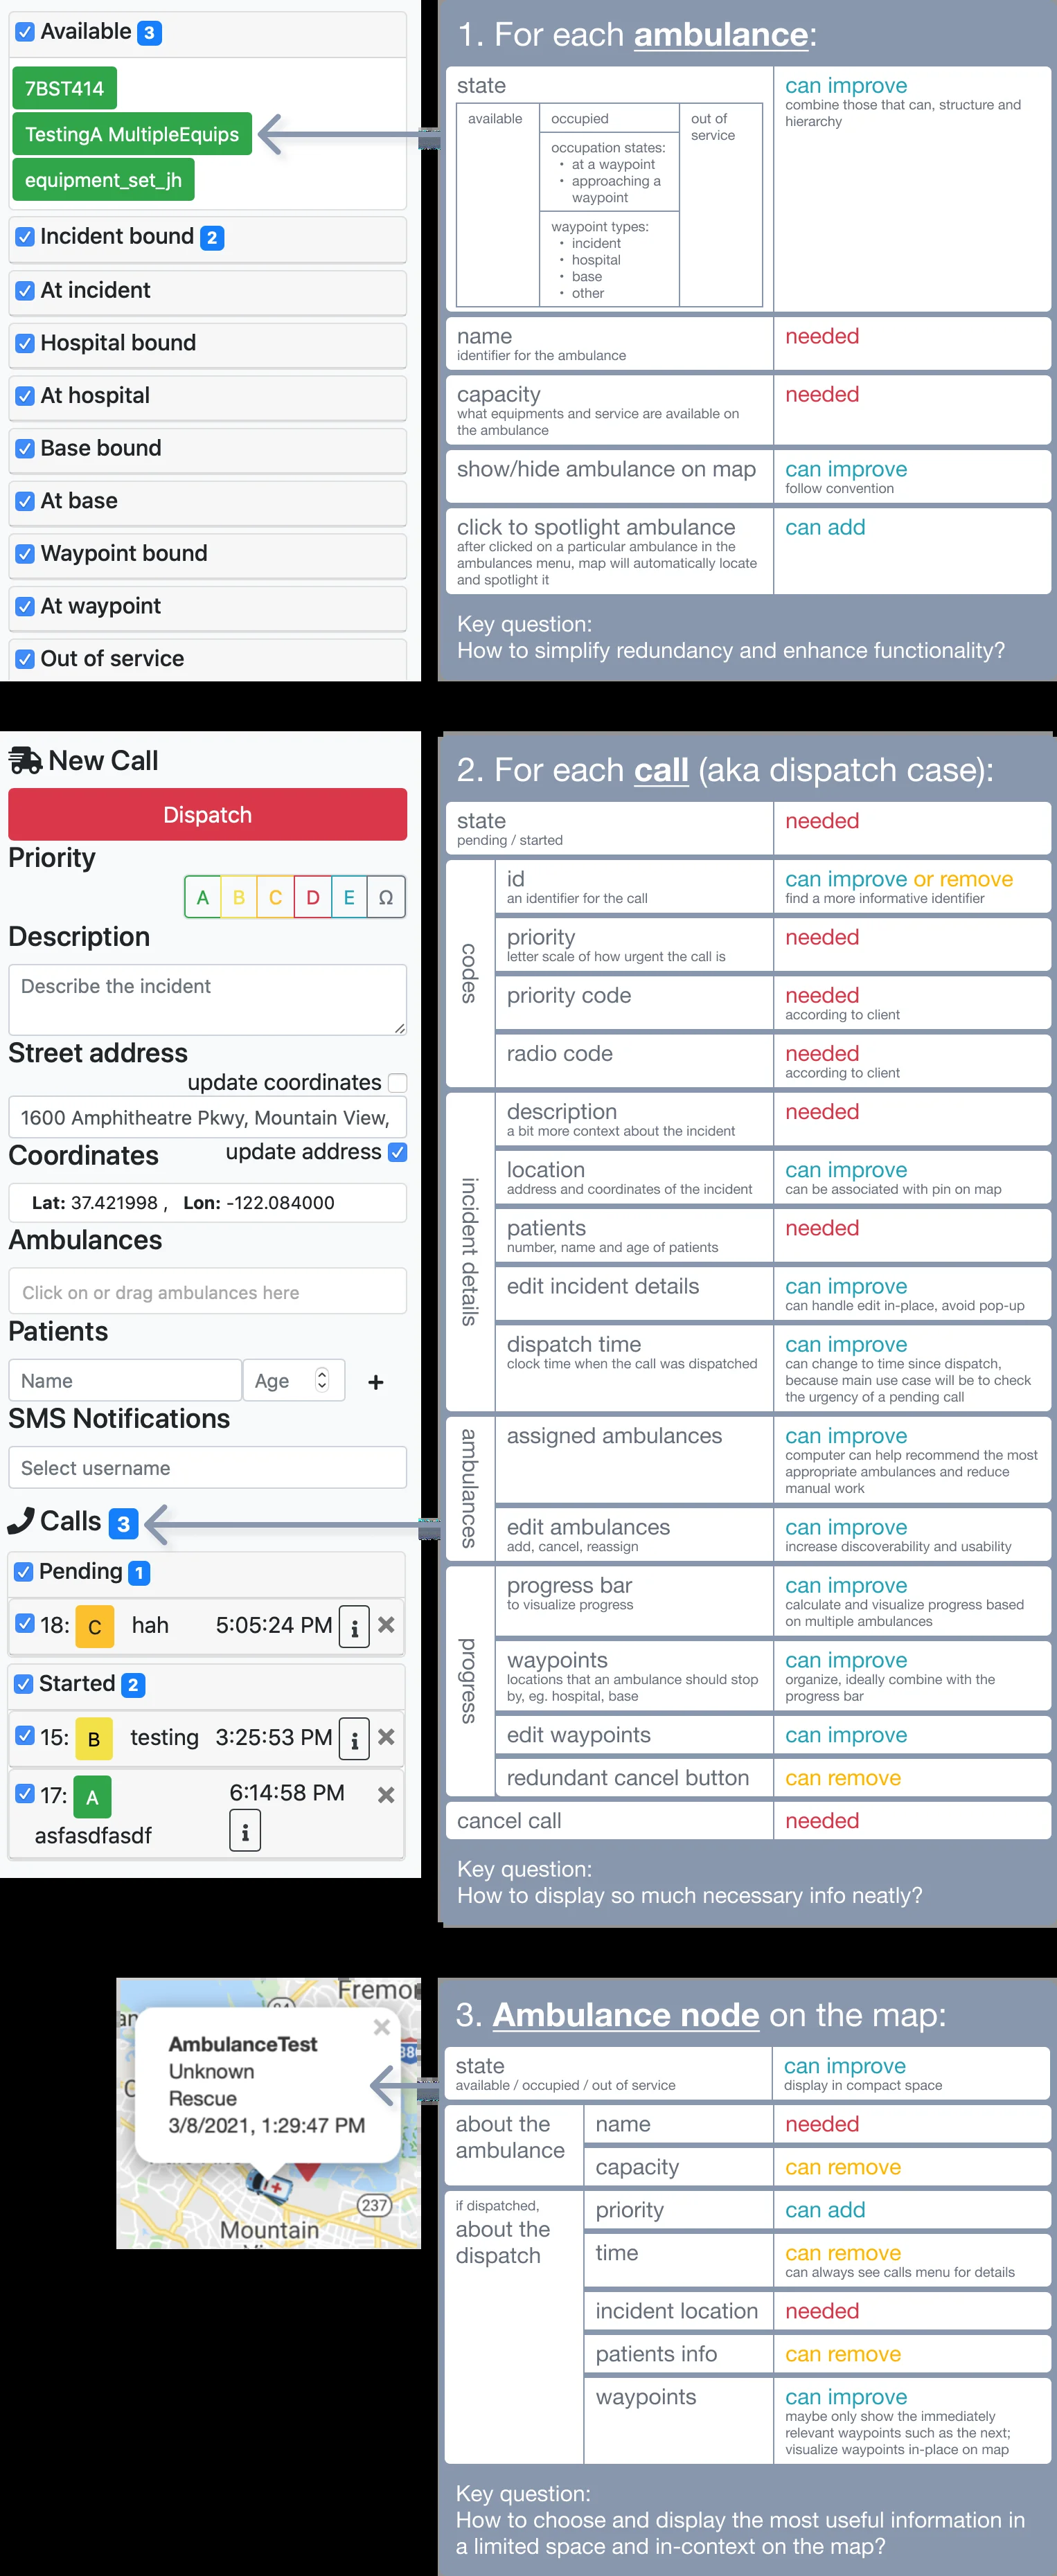 Available 3
7BST414
TestingA MultipleEquips
equipment_set_jh
Incident bound 2
At incident
Hospital bound
At hospital
Base bound
At base
Waypoint bound
At waypoint
Out of service
1. For each ambulance:
state
available
occupied
occupation states:
• at a waypoint
• approaching a
waypoint
waypoint types:
• incident
• hospital
• base
• other
out of
service
can improve
combine those that can, structure and
hierarchy
name
identifier for the ambulance
needed
capacity
what equipments and service are available on
the ambulance
needed
show/hide ambulance on map
can improve
follow convention
click to spotlight ambulance
after clicked on a particular ambulance in the
ambulances menu, map will automatically locate
and spotlight it
can add
Key question:
How to simplify redundancy and enhance functionality?
New Call
Dispatch
Priority
A B C D E Ω
Description
Describe the incident
Street address
update coordinates
1600 Amphitheatre Pkwy, Mountain View,
Coordinates
update address
Lat: 37.421998 , Lon: -122.084000
Ambulances
Click on or drag ambulances here
Patients
Name
Age
+
SMS Notifications
Select username
Calls 3
Pending 1
18: C hah 5:05:24 PM i ×
Started 2
15: B testing 3:25:53 PM i ×
17: A 6:14:58 PM ×
asfasdfasdf i
2. For each call (aka dispatch case):
state
pending / started
needed
codes
id
an identifier for the call
can improve or remove
find a more informative identifier
priority
letter scale of how urgent the call is
needed
priority code
needed
according to client
radio code
needed
according to client
incident details
description
a bit more context about the incident
needed
location
address and coordinates of the incident
can improve
can be associated with pin on map
patients
number, name and age of patients
needed
edit incident details
can improve
can handle edit in-place, avoid pop-up
dispatch time
clock time when the call was dispatched
can improve
can change to time since dispatch,
because main use case will be to check
the urgency of a pending call
ambulances
assigned ambulances
can improve
computer can help recommend the most
appropriate ambulances and reduce
manual work
edit ambulances
add, cancel, reassign
can improve
increase discoverability and usability
progress
progress bar
to visualize progress
can improve
calculate and visualize progress based
on multiple ambulances
waypoints
locations that an ambulance should stop
by, eg. hospital, base
can improve
organize, ideally combine with the
progress bar
edit waypoints
can improve
redundant cancel button
can remove
cancel call
needed
Key question:
How to display so much necessary info neatly?
Fremo
AmbulanceTest ×
Unknown
Rescue
3/8/2021, 1:29:47 PM
237
Mountain
3. Ambulance node on the map:
state
available / occupied / out of service
can improve
display in compact space
about the
ambulance
name
needed
capacity
can remove
if dispatched,
about the
dispatch
priority
can add
time
can remove
can always see calls menu for details
incident location
needed
patients info
can remove
waypoints
can improve
maybe only show the immediately
relevant waypoints such as the next;
visualize waypoints in-place on map
Key question:
How to choose and display the most useful information in
a limited space and in-context on the map?